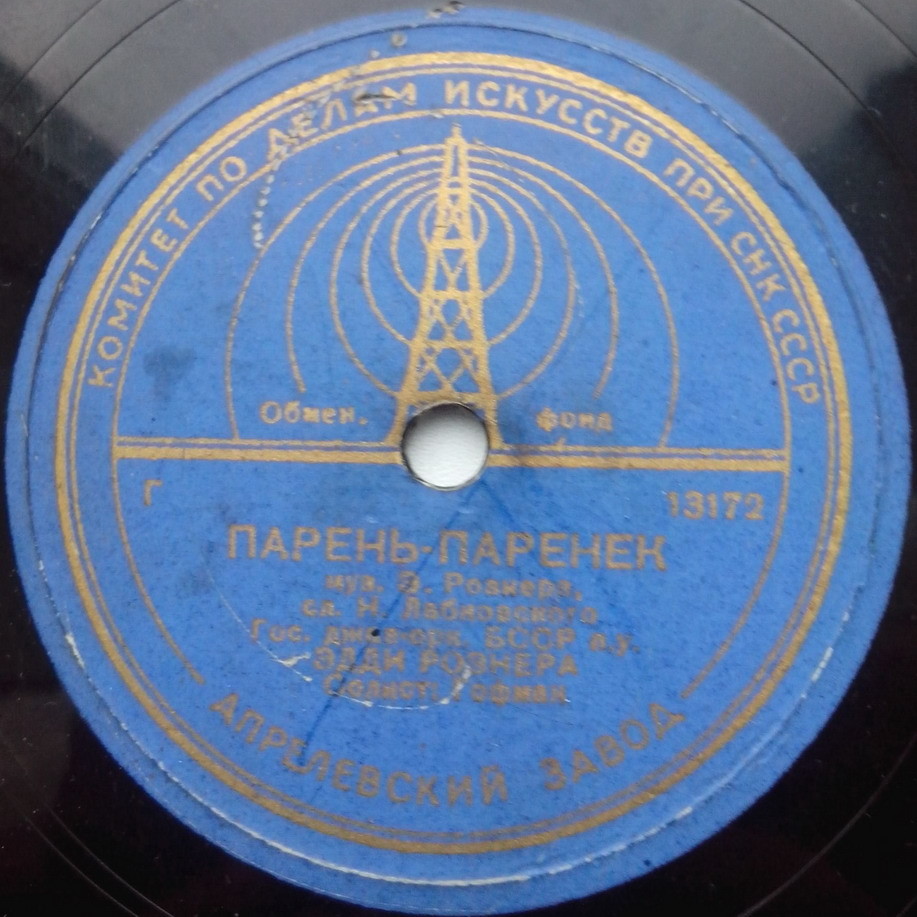 КОМИТЕТ ПО ДЕЛАМ ИСКУССТВ ПРИ СНК СССР
Обмен. фонд
Г 13172
ПАРЕНЬ-ПАРЕНЕК
муз. Э. Рознера,
сл. Н. Лабковского
Гос. джаз-орк. БССР п.у.
ЭДДИ РОЗНЕРА
Солист: Гофман
АПРЕЛЕВСКИЙ ЗАВОД